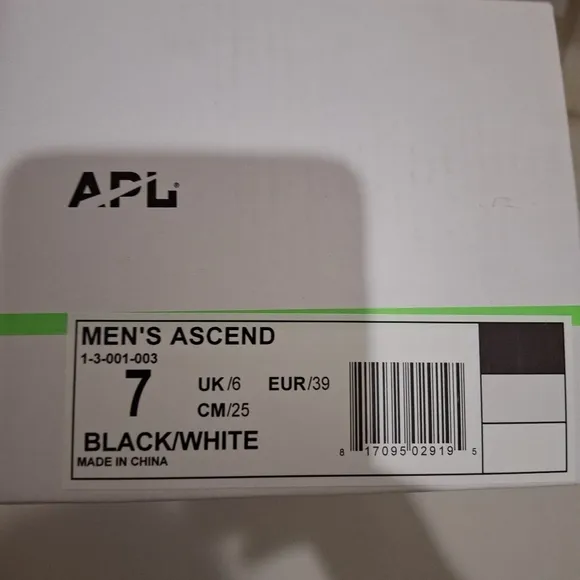 APL®
MEN'S ASCEND
1-3-001-003
7
UK/6 EUR/39
CM/25
BLACK/WHITE
MADE IN CHINA
8 17095 02919 5